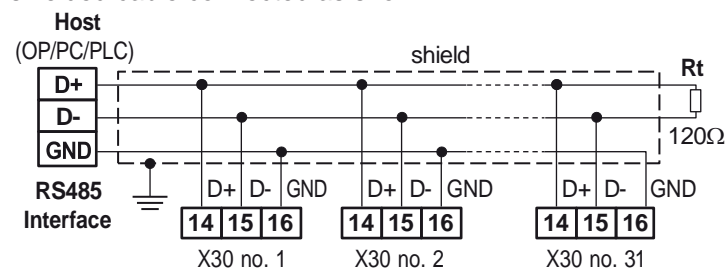 Host
(OP/PC/PLC)
shield
Rt
D+
D-
GND
120Ω
RS485
Interface
D+ D- GND
D+ D- GND
D+ D- GND
14 15 16
14 15 16
14 15 16
X30 no. 1
X30 no. 2
X30 no. 31